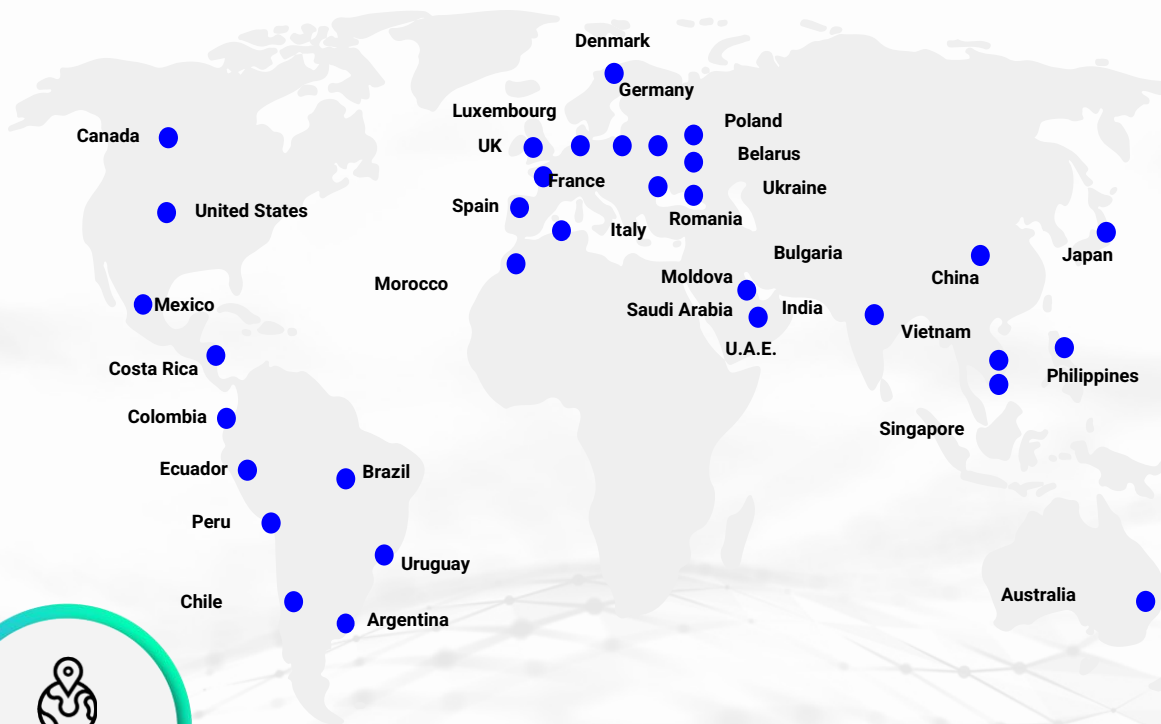 Denmark
Germany
Luxembourg
Poland
Canada
UK
Belarus
France
Ukraine
Spain
United States
Romania
Italy
Bulgaria
Japan
Moldova
China
Morocco
Mexico
Saudi Arabia
India
Vietnam
U.A.E.
Costa Rica
Philippines
Colombia
Singapore
Ecuador
Brazil
Peru
Uruguay
Chile
Australia
Argentina